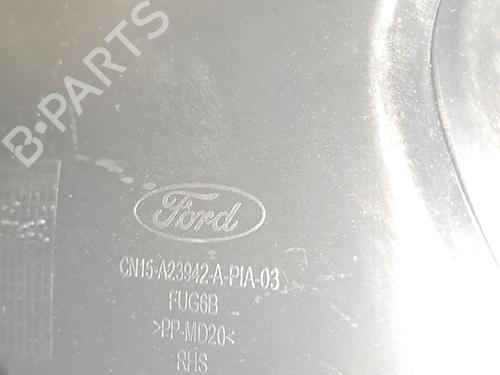 B-PARTS
Ford
CN15-A23942-A-PIA-03
FUG6B
>PP-MD20<
RHS